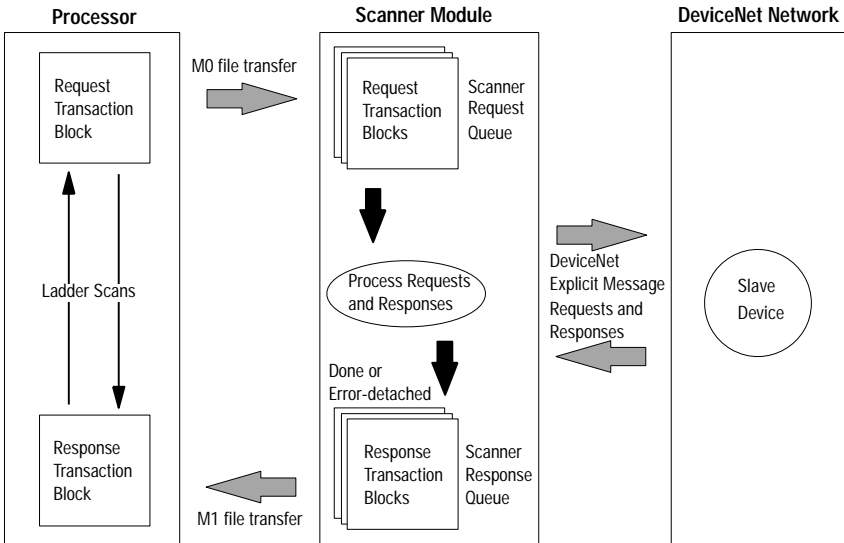 Processor
Scanner Module
DeviceNet Network
M0 file transfer
Request
Transaction
Block
Request
Transaction
Blocks
Scanner
Request
Queue
Ladder Scans
Process Requests
and Responses
DeviceNet
Explicit Message
Requests and
Responses
Slave
Device
Done or
Error-detached
Response
Transaction
Block
Response
Transaction
Blocks
Scanner
Response
Queue
M1 file transfer